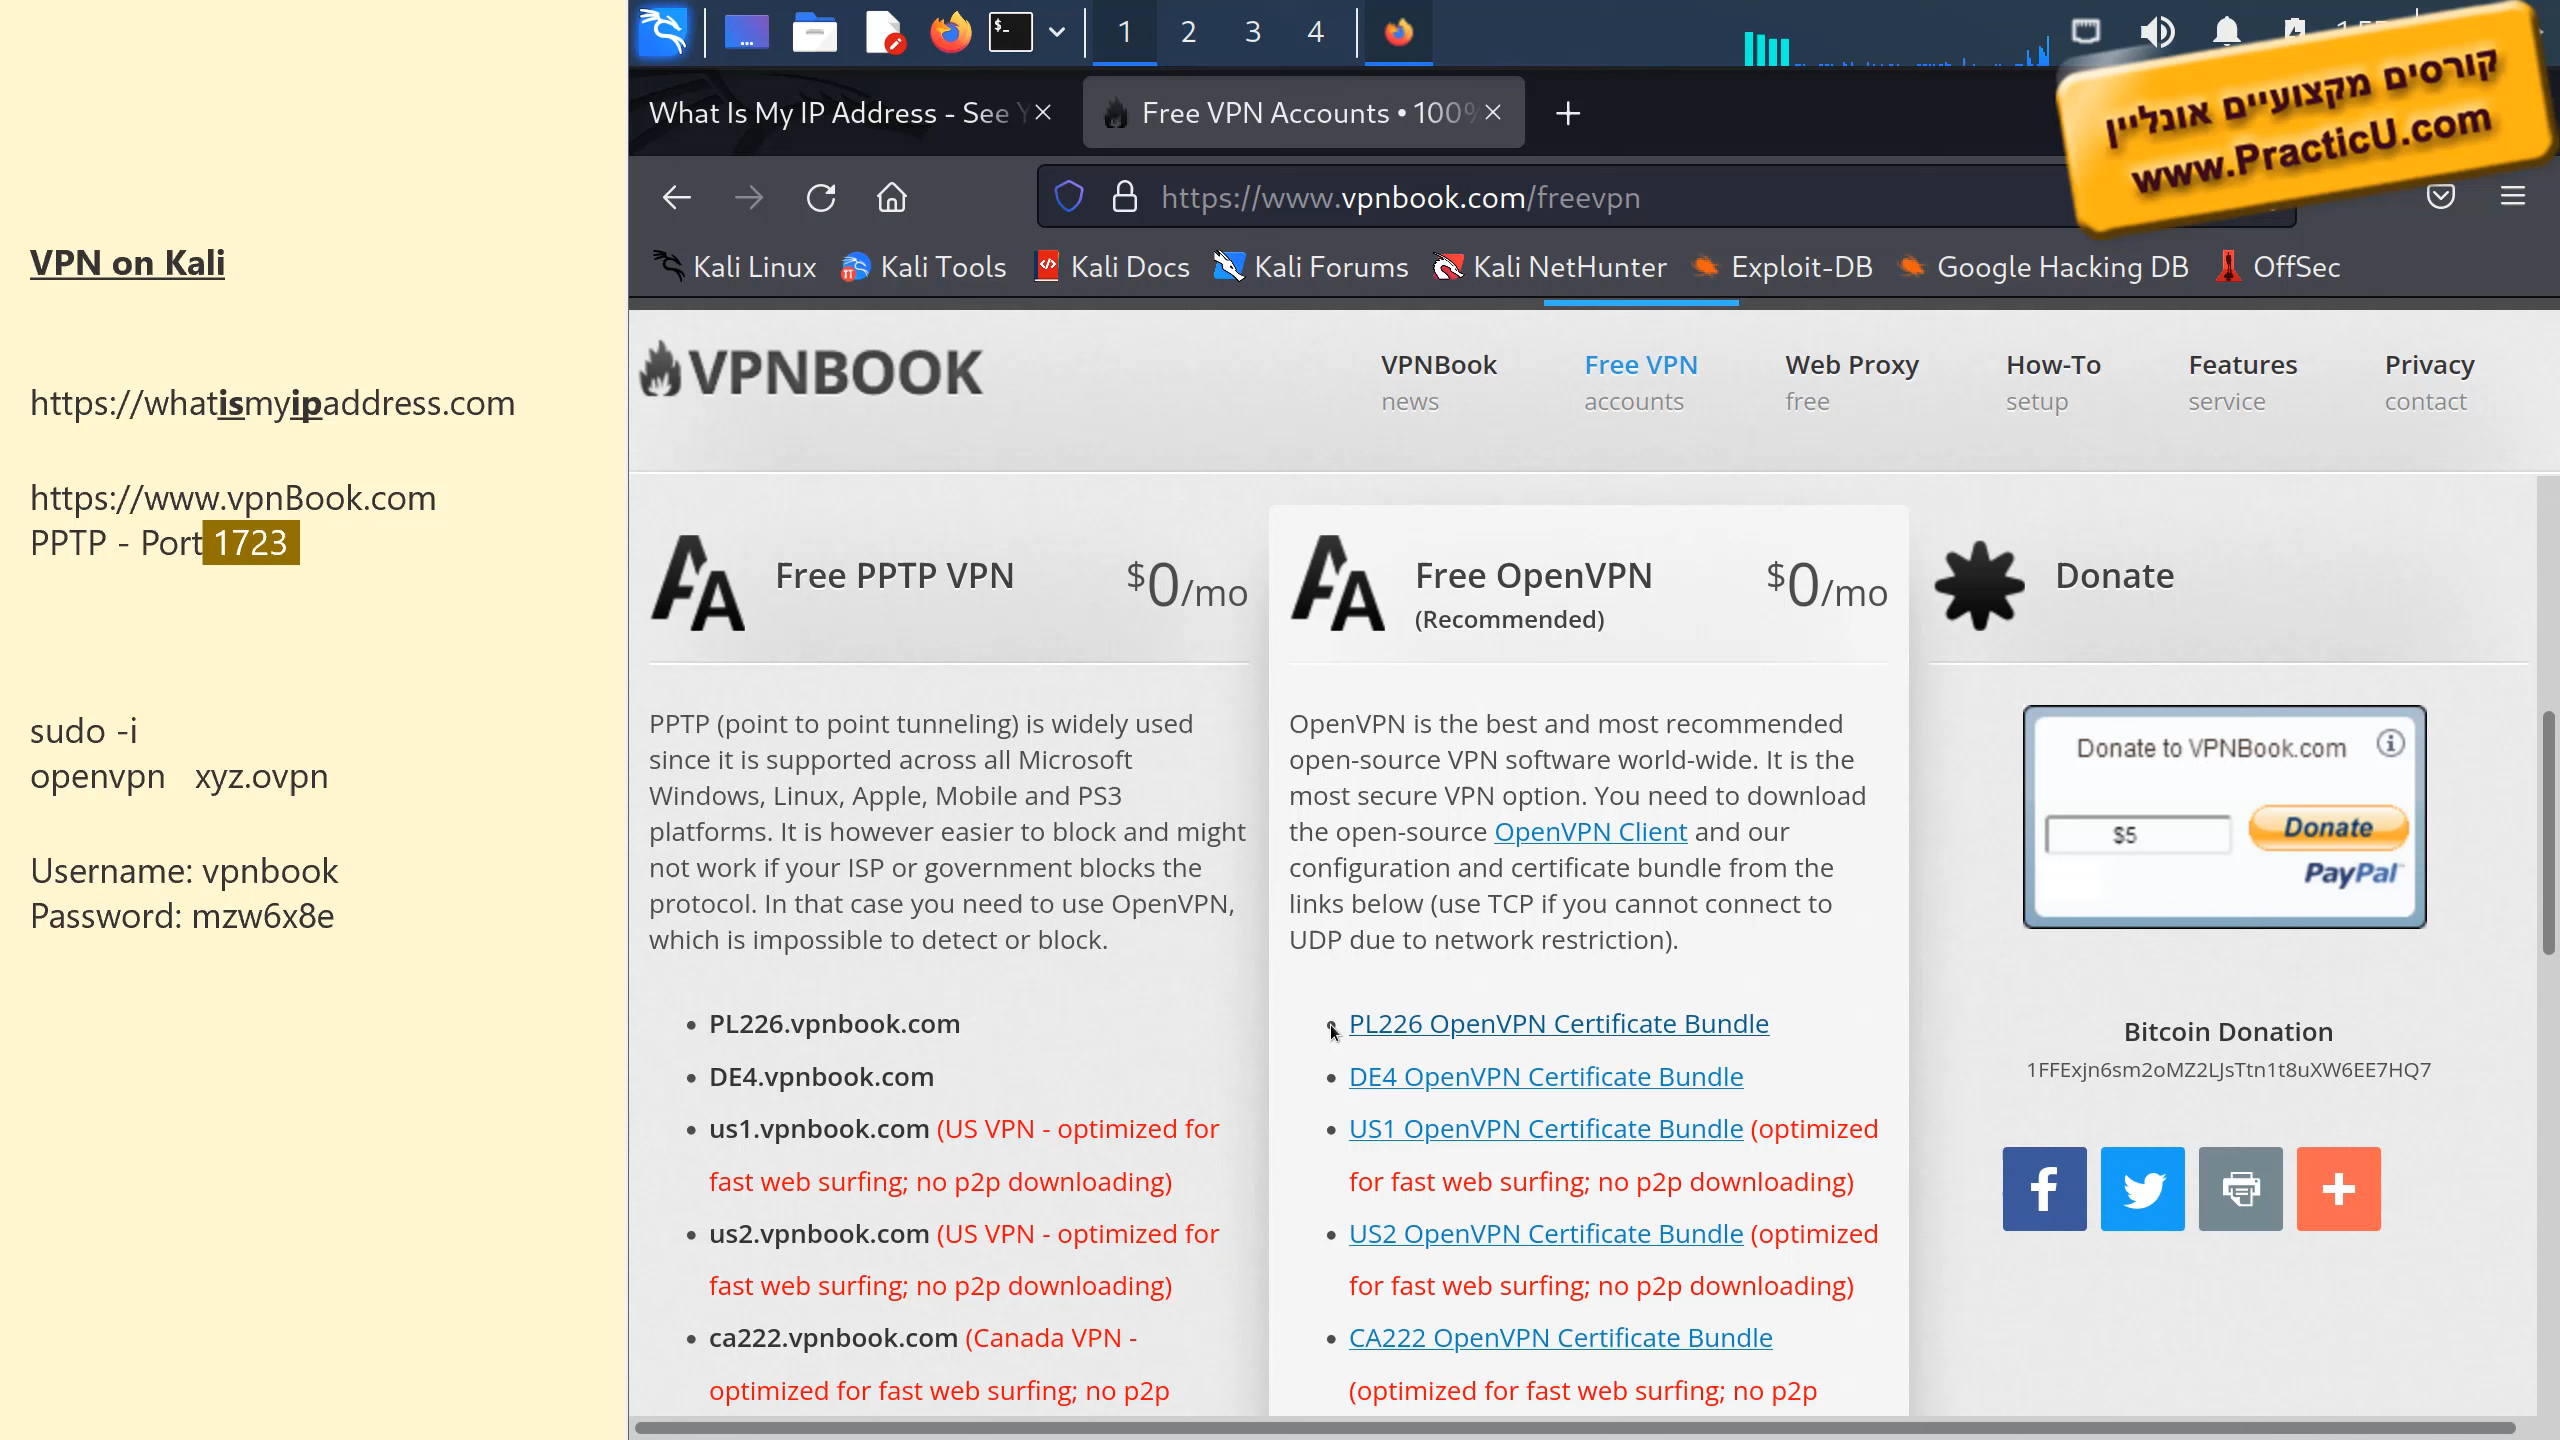 VPN on Kali
https://whatismyipaddress.com
https://www.vpnBook.com
PPTP - Port 1723
sudo -i
openvpn xyz.ovpn
Username: vpnbook
Password: mzw6x8e
1
2
3
4
קורסים מקצועיים אונליין
www.PracticU.com
What Is My IP Address - See
Free VPN Accounts • 100%
https://www.vpnbook.com/freevpn
Kali Linux
Kali Tools
Kali Docs
Kali Forums
Kali NetHunter
Exploit-DB
Google Hacking DB
OffSec
VPNBOOK
VPNBook
news
Free VPN
accounts
Web Proxy
free
How-To
setup
Features
service
Privacy
contact
Free PPTP VPN
$0/mo
PPTP (point to point tunneling) is widely used
since it is supported across all Microsoft
Windows, Linux, Apple, Mobile and PS3
platforms. It is however easier to block and might
not work if your ISP or government blocks the
protocol. In that case you need to use OpenVPN,
which is impossible to detect or block.
PL226.vpnbook.com
DE4.vpnbook.com
us1.vpnbook.com (US VPN - optimized for
fast web surfing; no p2p downloading)
us2.vpnbook.com (US VPN - optimized for
fast web surfing; no p2p downloading)
ca222.vpnbook.com (Canada VPN -
optimized for fast web surfing; no p2p
Free OpenVPN
(Recommended)
$0/mo
OpenVPN is the best and most recommended
open-source VPN software world-wide. It is the
most secure VPN option. You need to download
the open-source OpenVPN Client and our
configuration and certificate bundle from the
links below (use TCP if you cannot connect to
UDP due to network restriction).
PL226 OpenVPN Certificate Bundle
DE4 OpenVPN Certificate Bundle
US1 OpenVPN Certificate Bundle (optimized
for fast web surfing; no p2p downloading)
US2 OpenVPN Certificate Bundle (optimized
for fast web surfing; no p2p downloading)
CA222 OpenVPN Certificate Bundle
(optimized for fast web surfing; no p2p
Donate
Donate to VPNBook.com
$5
Donate
PayPal
Bitcoin Donation
1FFExjn6sm2oMZ2LJsTtn1t8uXW6EE7HQ7